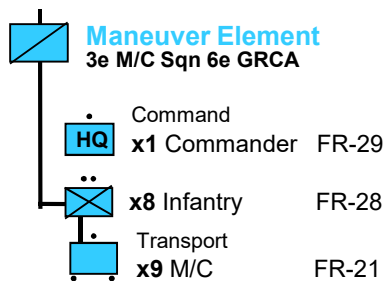 Maneuver Element
3e M/C Sqn 6e GRCA
Command
HQ x1 Commander FR-29
x8 Infantry FR-28
Transport
x9 M/C FR-21